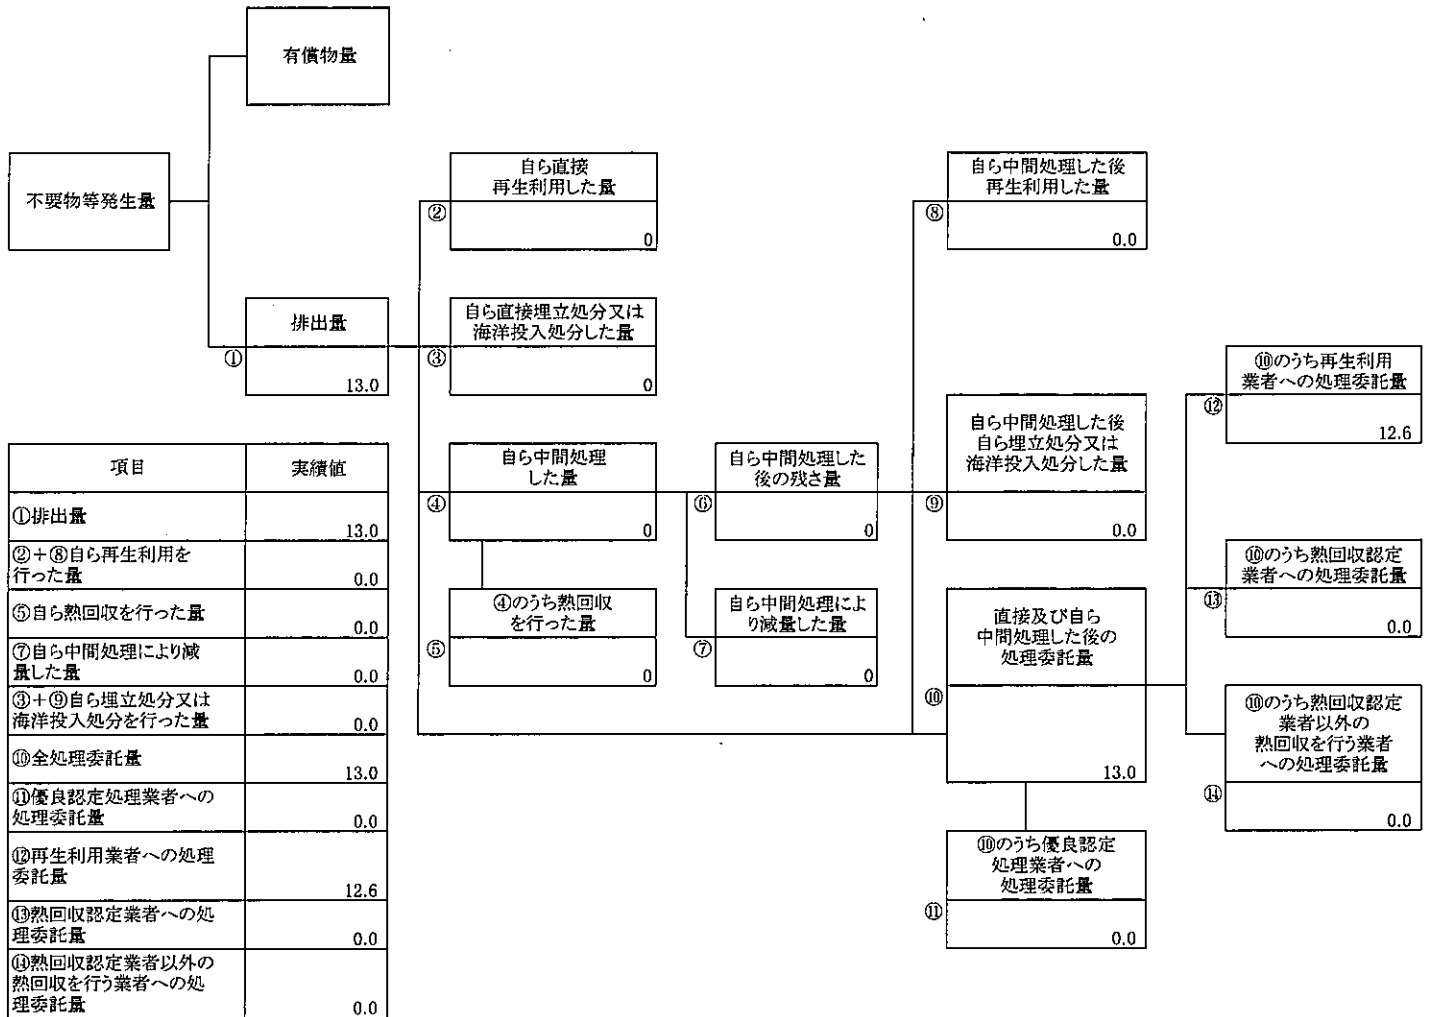 有償物量
不要物等発生量
自ら直接
再生利用した量
②
0
自ら中間処理した後
再生利用した量
⑧
0.0
排出量
①
13.0
自ら直接埋立処分又は
海洋投入処分した量
③
0
⑩のうち再生利用
業者への処理委託量
⑫
12.6
自ら中間処理
した量
④
0
自ら中間処理した
後の残さ量
⑥
0
自ら中間処理した後
自ら埋立処分又は
海洋投入処分した量
⑨
0.0
⑩のうち熱回収認定
業者への処理委託量
⑬
0.0
④のうち熱回収
を行った量
⑤
0
自ら中間処理によ
り減量した量
⑦
0
直接及び自ら
中間処理した後の
処理委託量
⑩
13.0
⑩のうち熱回収認定
業者以外の
熱回収を行う業者
への処理委託量
⑭
0.0
⑩のうち優良認定
処理業者への
処理委託量
⑪
0.0
項目 実績値
①排出量
13.0
②+⑧自ら再生利用を
行った量
0.0
⑤自ら熱回収を行った量
0.0
⑦自ら中間処理により減
量した量
0.0
③+⑨自ら埋立処分又は
海洋投入処分を行った量
0.0
⑩全処理委託量
13.0
⑪優良認定処理業者への
処理委託量
0.0
⑫再生利用業者への処理
委託量
12.6
⑬熱回収認定業者への処
理委託量
0.0
⑭熱回収認定業者以外の
熱回収を行う業者への処
理委託量
0.0